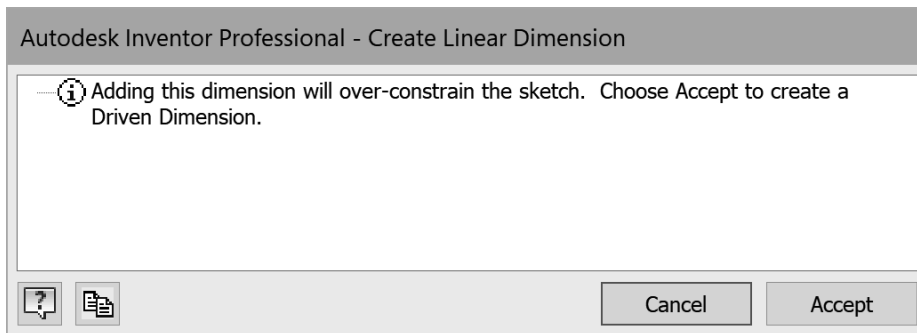 Autodesk Inventor Professional - Create Linear Dimension
Adding this dimension will over-constrain the sketch. Choose Accept to create a
Driven Dimension.
Cancel Accept